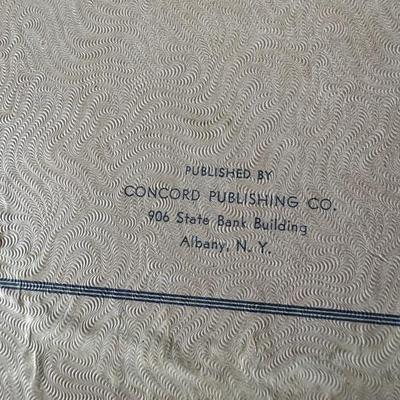 PUBLISHED BY
CONCORD PUBLISHING CO.
906 State Bank Building
Albany, N. Y.